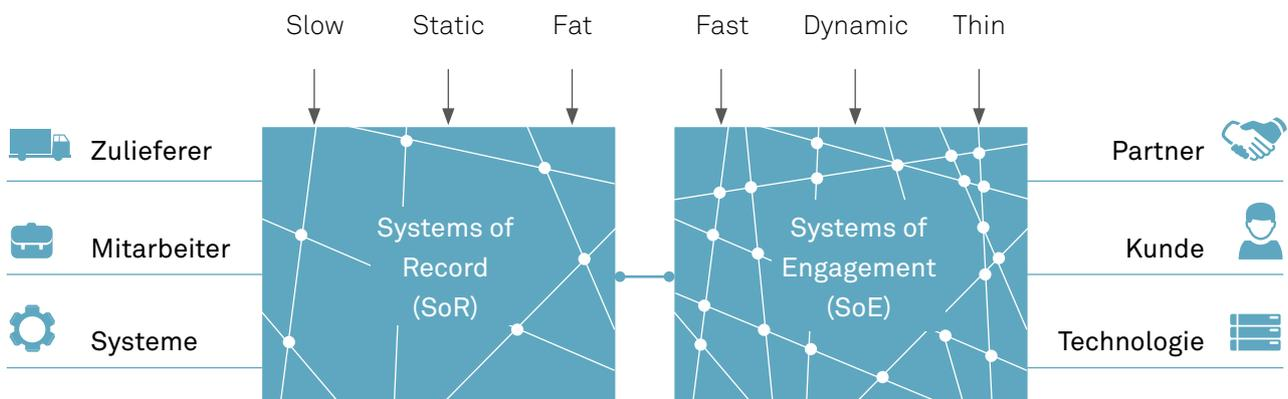 Slow Static Fat Fast Dynamic Thin
Zulieferer
Mitarbeiter
Systeme
Systems of
Record
(SoR)
Systems of
Engagement
(SoE)
Partner
Kunde
Technologie